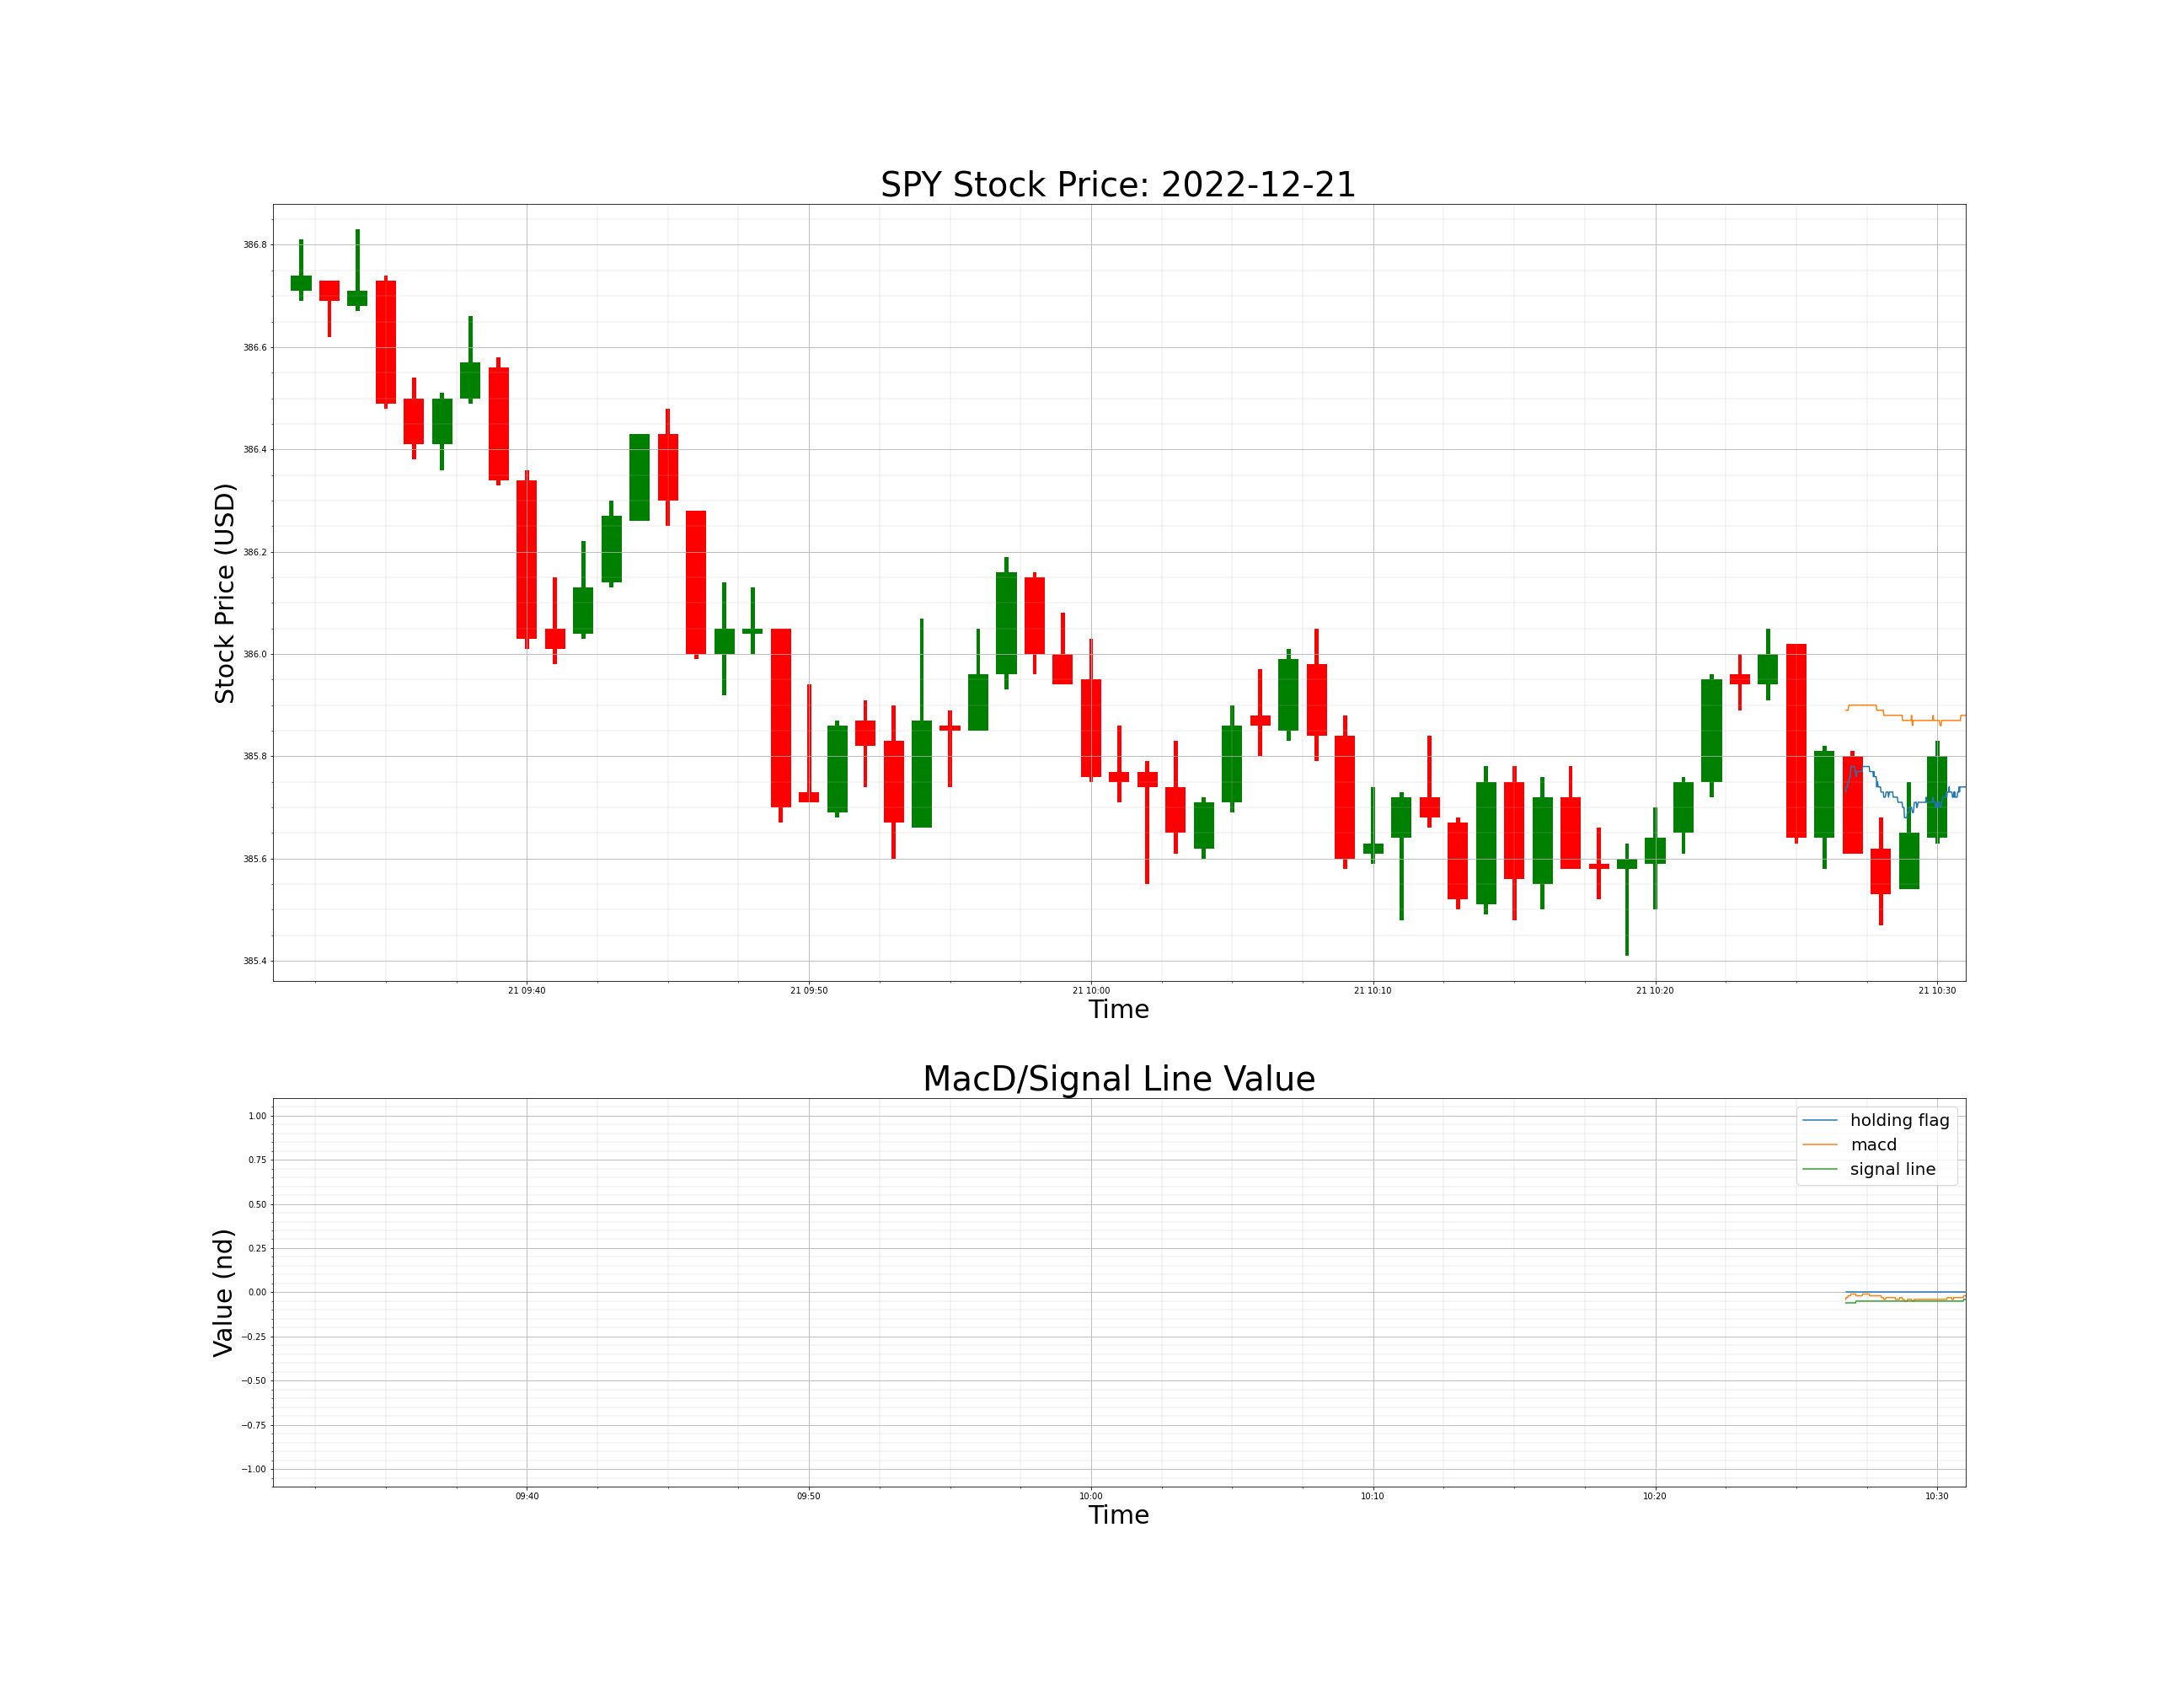 SPY Stock Price: 2022-12-21
386.8
386.6
386.4
386.2
386.0
385.8
385.6
385.4
Stock Price (USD)
21 09:40 21 09:50 21 10:00 21 10:10 21 10:20 21 10:30
Time
MacD/Signal Line Value
1.00
0.75
0.50
0.25
0.00
−0.25
−0.50
−0.75
−1.00
Value (nd)
holding flag
macd
signal line
09:40 09:50 10:00 10:10 10:20 10:30
Time